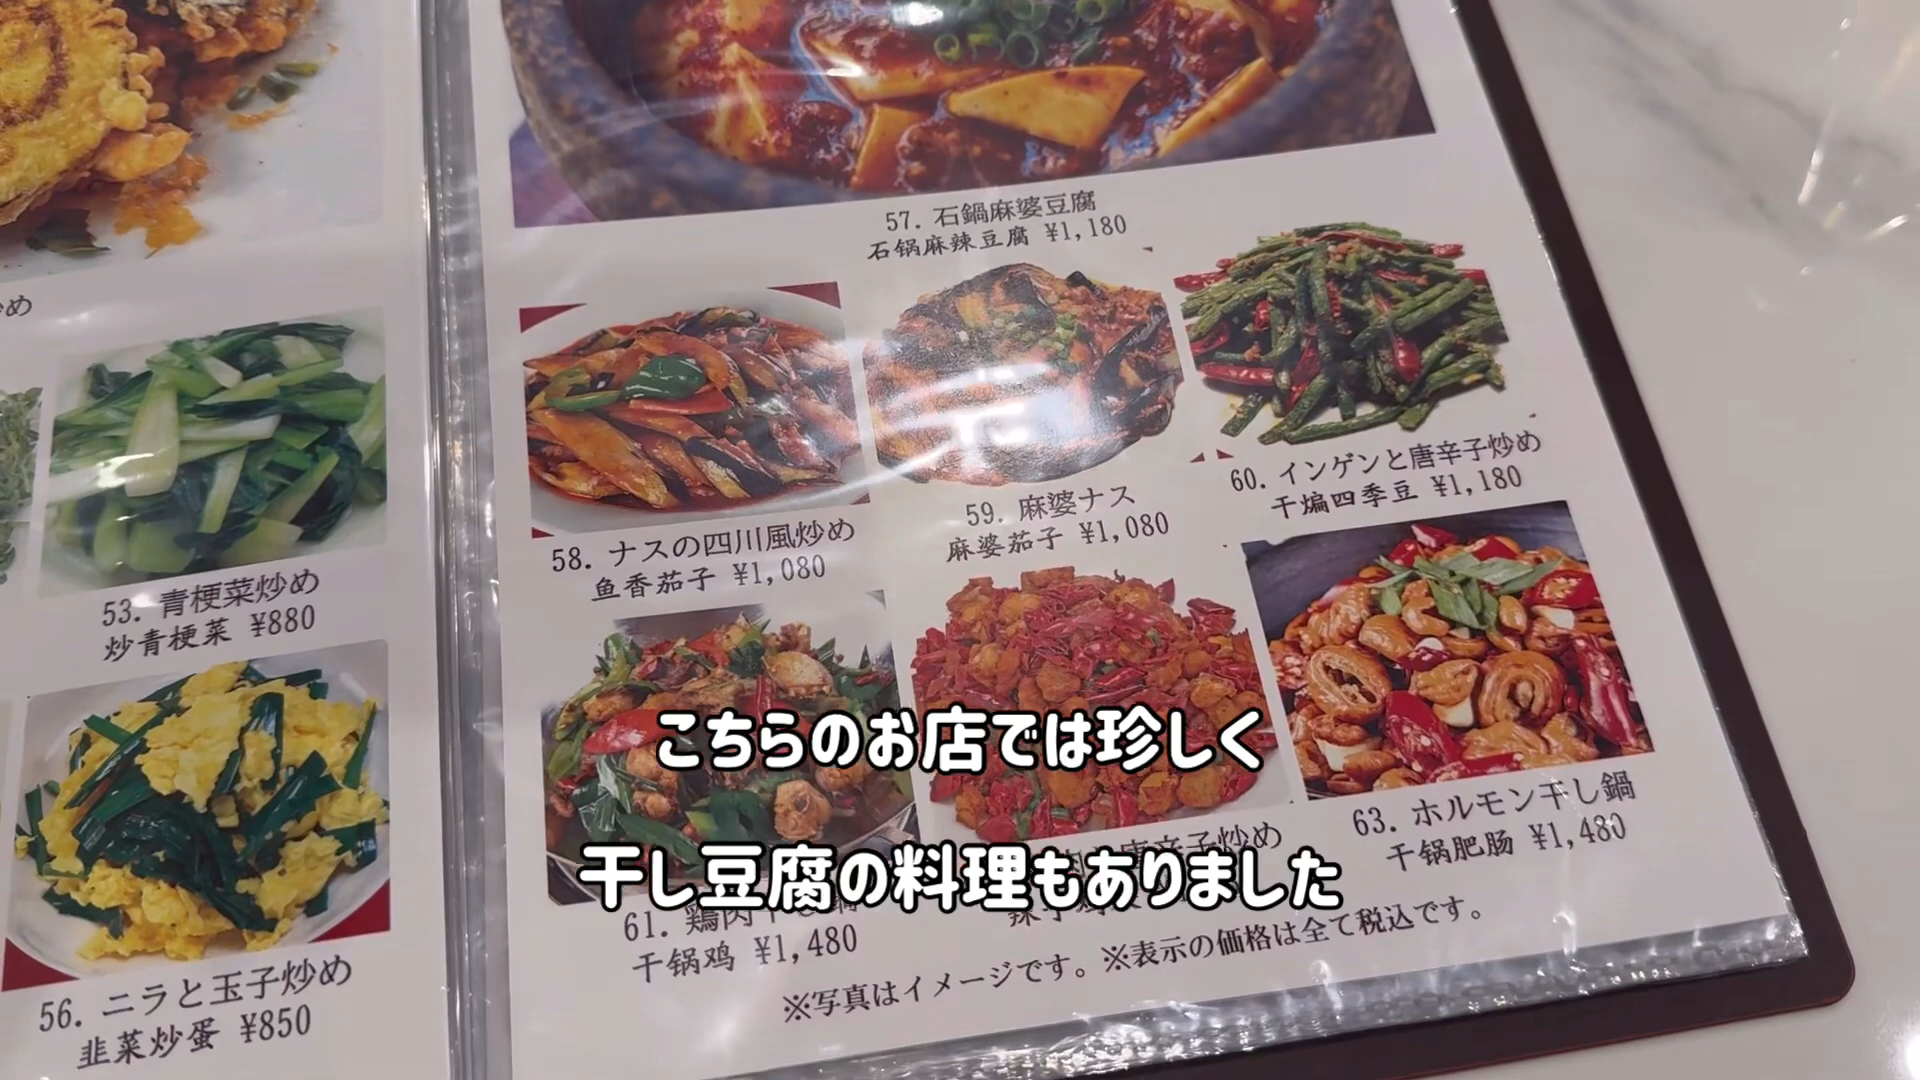 炒め
57. 石鍋麻婆豆腐
石锅麻辣豆腐 ¥1,180
53. 青梗菜炒め
炒青梗菜 ¥880
56. ニラと玉子炒め
韭菜炒蛋 ¥850
58. ナスの四川風炒め
鱼香茄子 ¥1,080
59. 麻婆ナス
麻婆茄子 ¥1,080
60. インゲンと唐辛子炒め
干煸四季豆 ¥1,180
61. 鶏肉干し鍋
干锅鸡 ¥1,480
唐辛子炒め
63. ホルモン干し鍋
干锅肥肠 ¥1,480
※写真はイメージです。※表示の価格は全て税込です。
こちらのお店では珍しく
干し豆腐の料理もありました